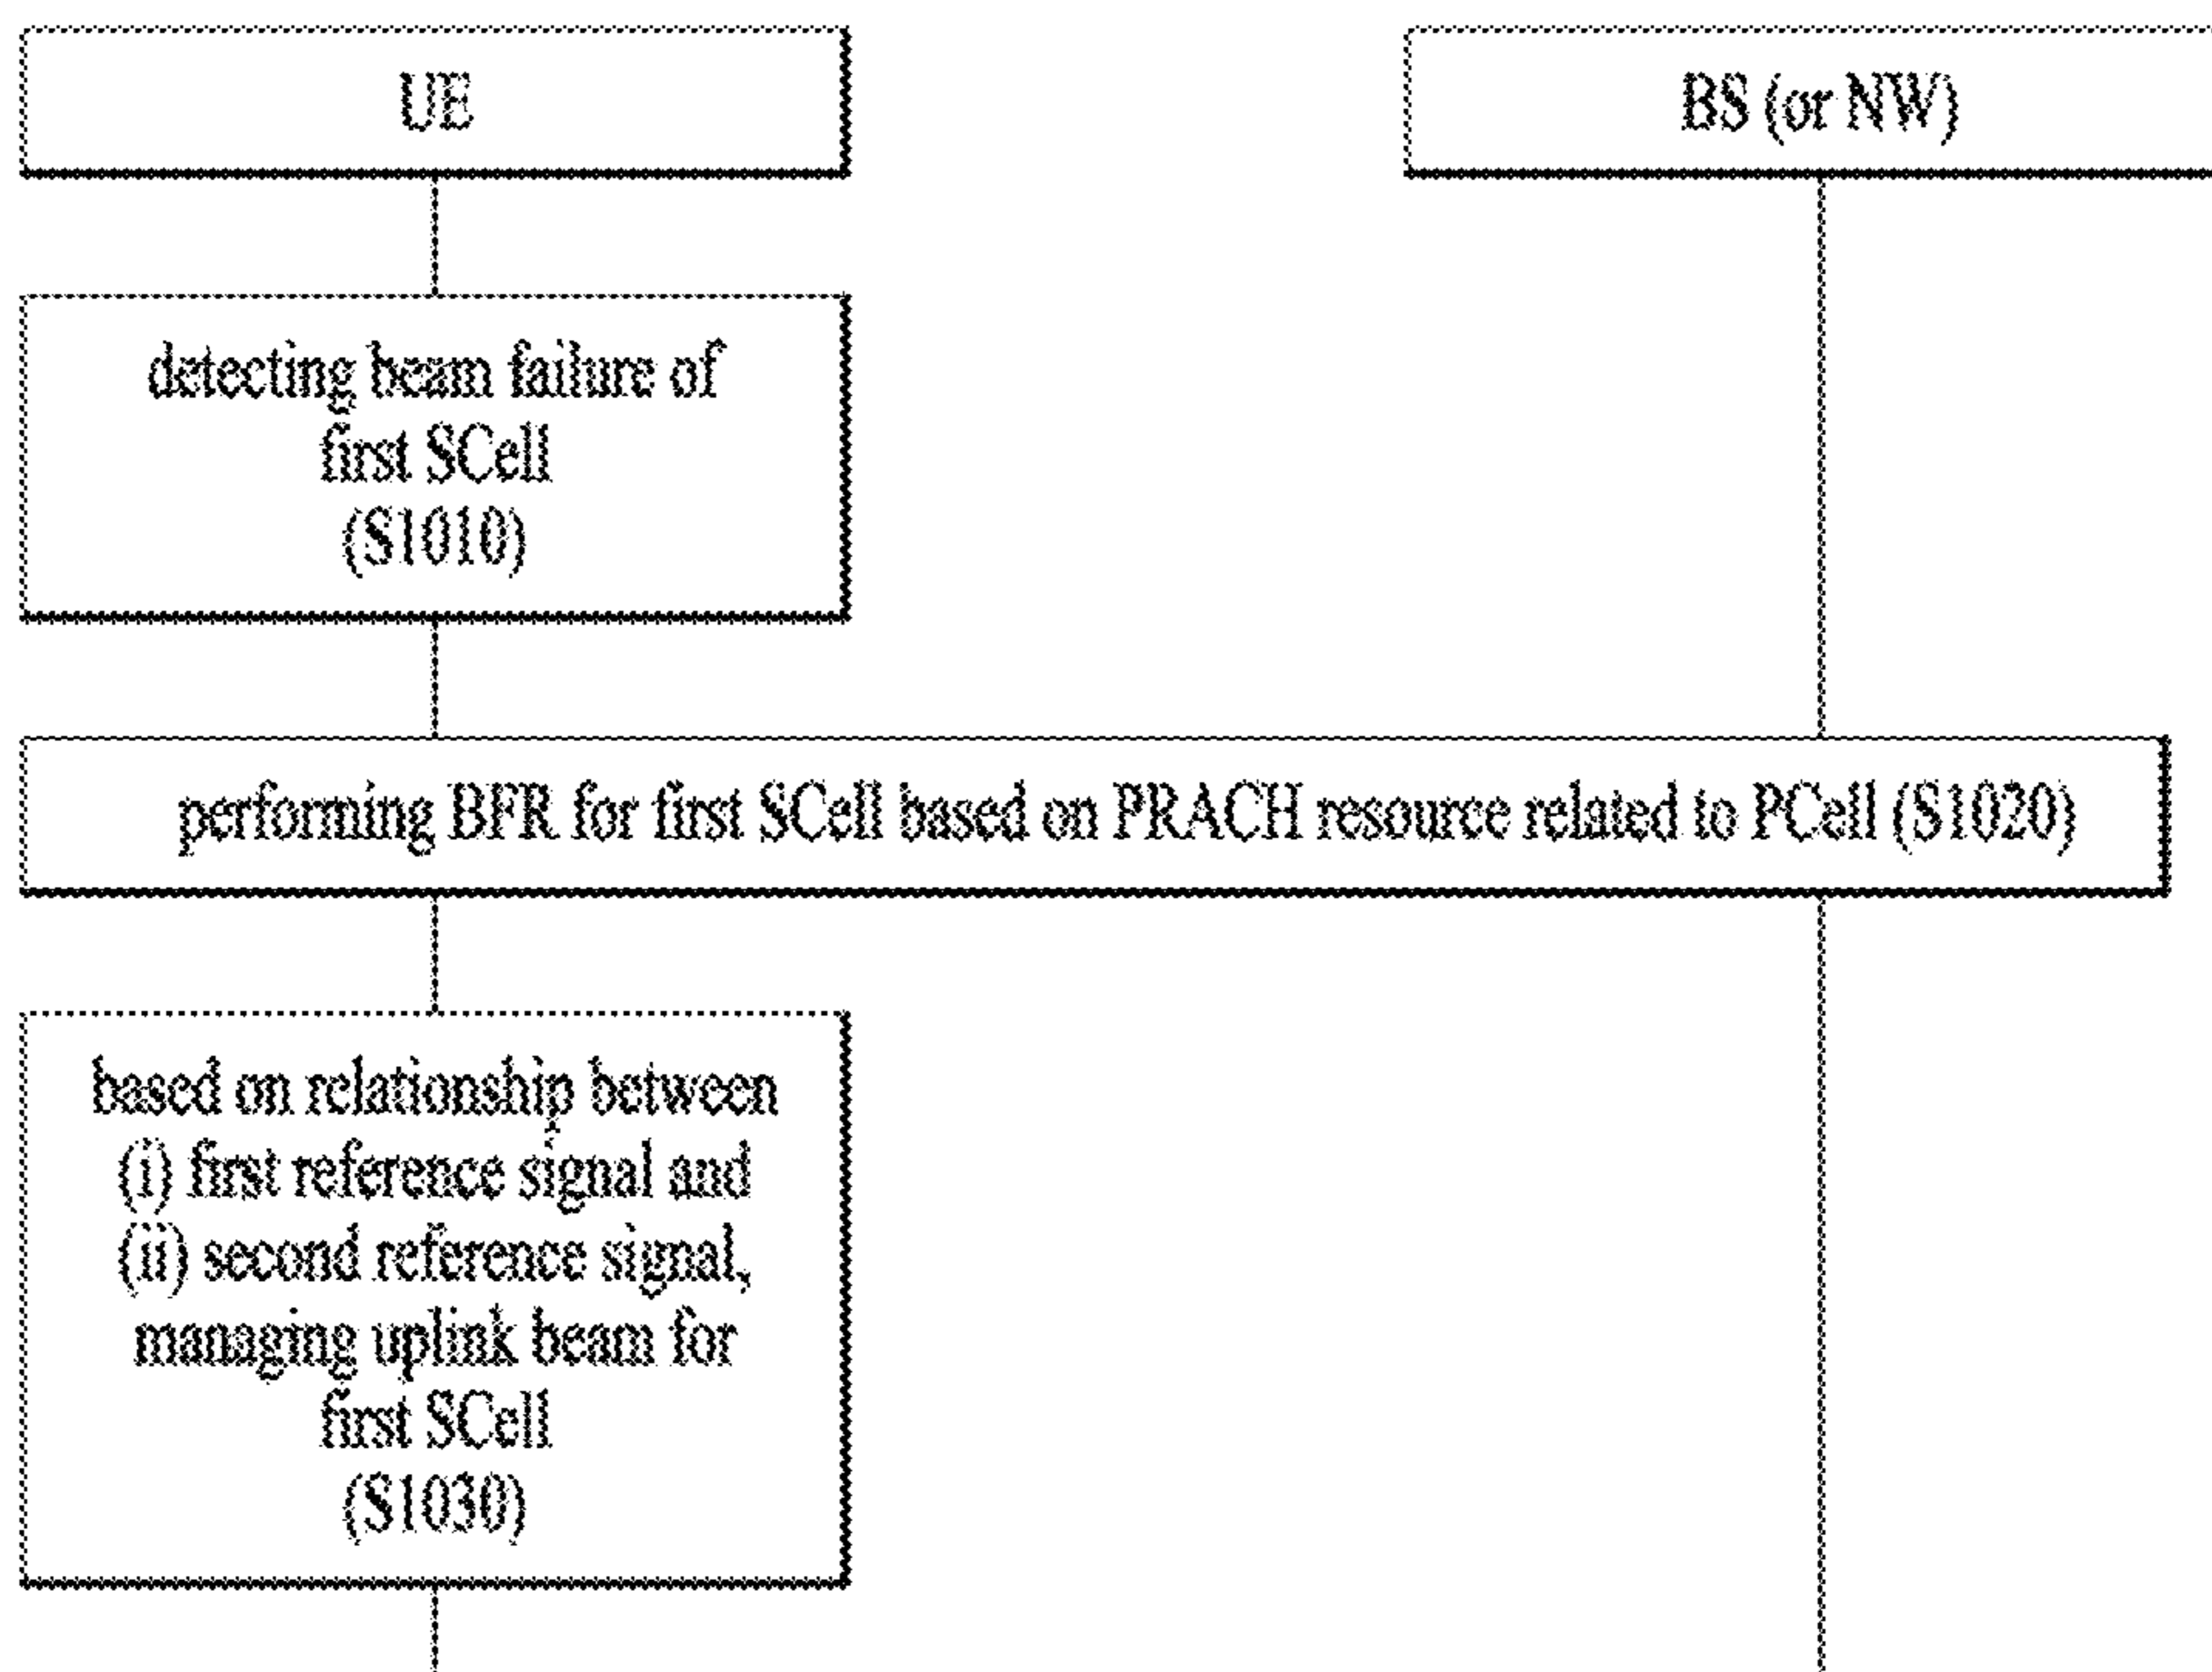 UE
BS (or NW)
detecting beam failure of
first SCell
(S1010)
performing BFR for first SCell based on PRACH resource related to PCell (S1020)
based on relationship between
(i) first reference signal and
(ii) second reference signal,
managing uplink beam for
first SCell
(S1030)